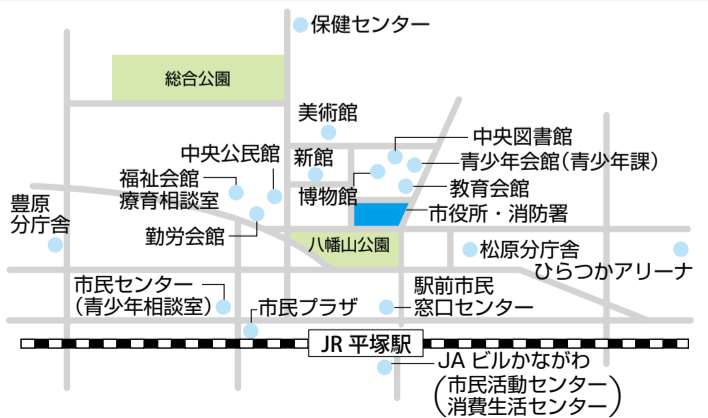 保健センター
総合公園
美術館
中央図書館
中央公民館
新館
青少年会館(青少年課)
福祉会館
療育相談室
博物館
教育会館
豊原
分庁舎
市役所・消防署
勤労会館
八幡山公園
松原分庁舎
ひらつかアリーナ
市民センター
(青少年相談室)
市民プラザ
駅前市民
窓口センター
JR 平塚駅
JA ビルかながわ
(市民活動センター
消費生活センター)